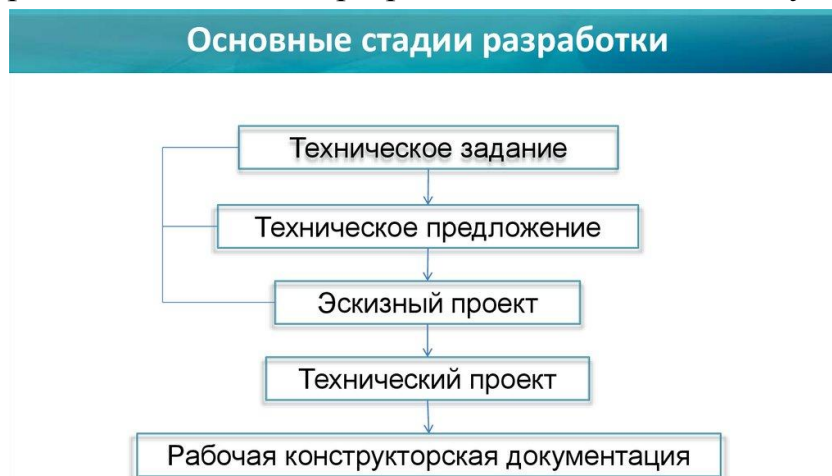 Основные стадии разработки
Техническое задание
Техническое предложение
Эскизный проект
Технический проект
Рабочая конструкторская документация